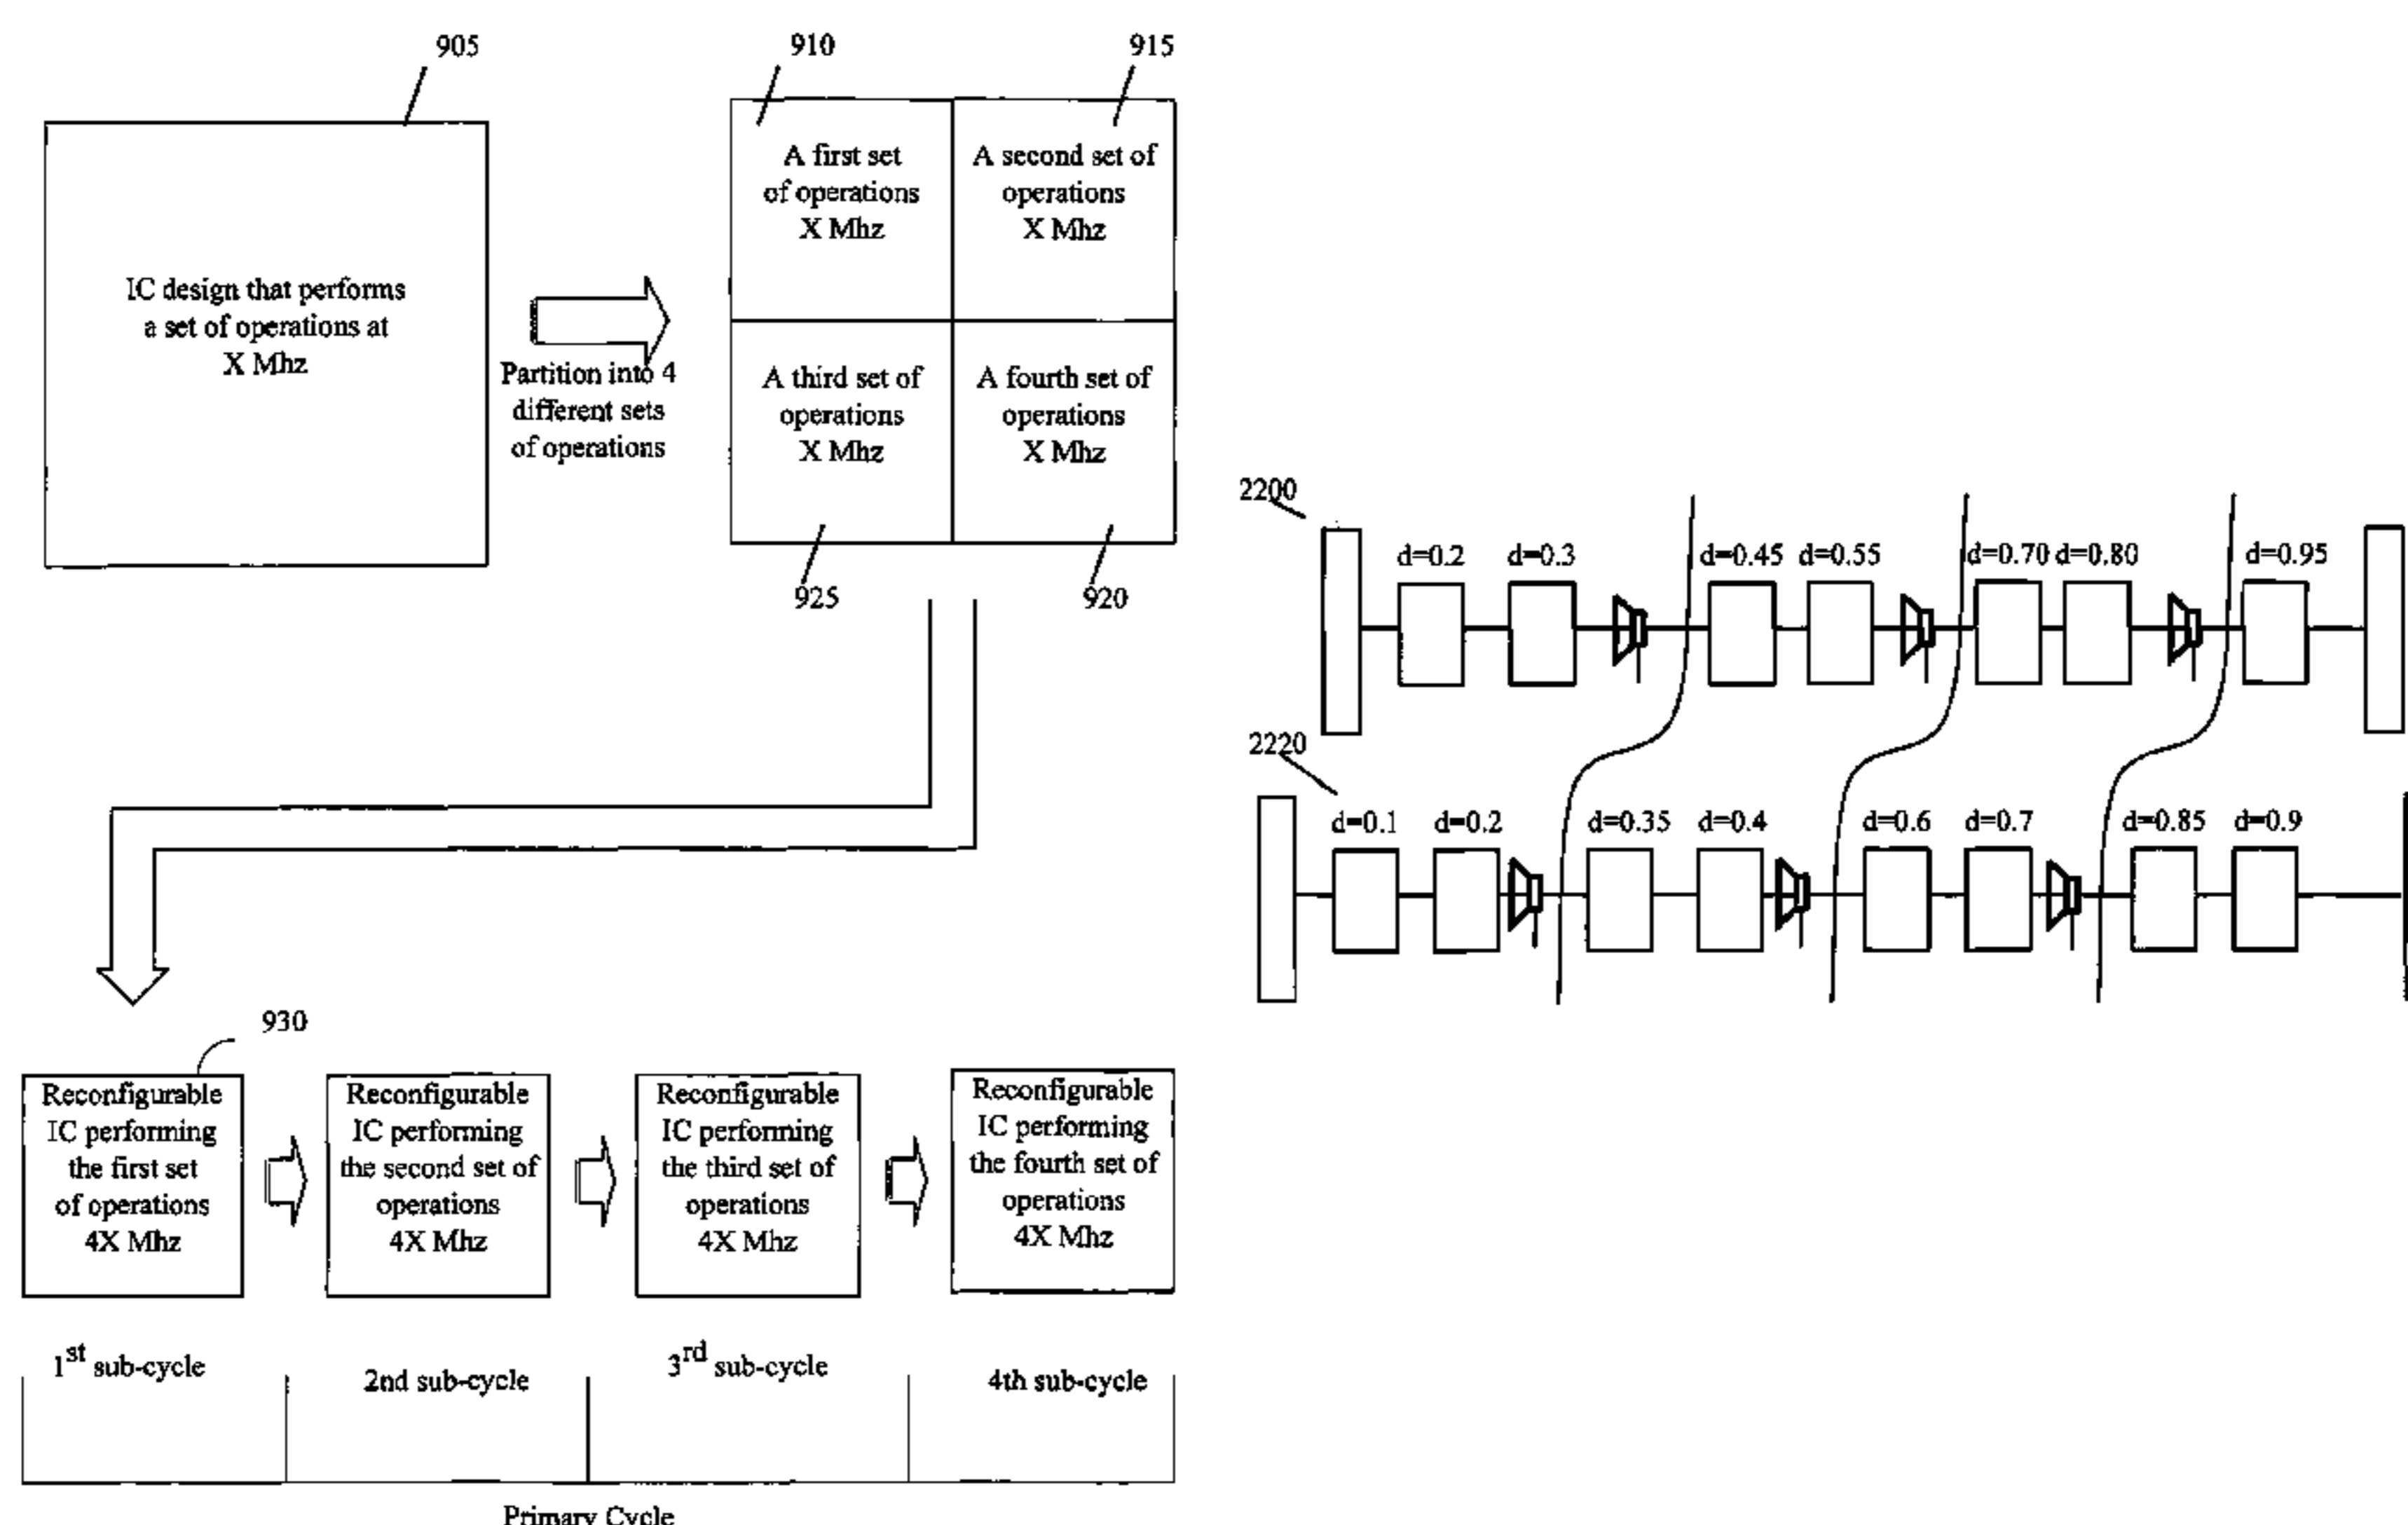 905
910
915
IC design that performs
a set of operations at
X Mhz
Partition into 4
different sets
of operations
A first set
of operations
X Mhz
A second set of
operations
X Mhz
A third set of
operations
X Mhz
A fourth set of
operations
X Mhz
925
920
2200
d=0.2
d=0.3
d=0.45
d=0.55
d=0.70
d=0.80
d=0.95
2220
d=0.1
d=0.2
d=0.35
d=0.4
d=0.6
d=0.7
d=0.85
d=0.9
930
Reconfigurable
IC performing
the first set
of operations
4X Mhz
Reconfigurable
IC performing
the second set of
operations
4X Mhz
Reconfigurable
IC performing
the third set of
operations
4X Mhz
Reconfigurable
IC performing
the fourth set of
operations
4X Mhz
1st sub-cycle
2nd sub-cycle
3rd sub-cycle
4th sub-cycle
Primary Cycle